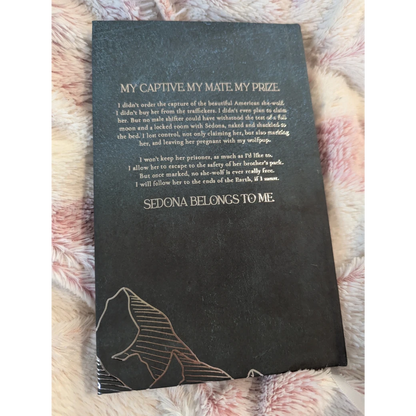 MY CAPTIVE MY MATE MY PRIZE
I didn't order the capture of the beautiful American she-wolf.
I didn't buy her from the traffickers. I didn't even plan to claim
her. But no male shifter could have withstood the test of a full
moon and a locked room with Sedona, naked and shackled to
the bed. I lost control, not only claiming her, but also marking
her, and leaving her pregnant with my wolfpup.
I won't keep her prisoner, as much as I'd like to.
I allow her to escape to the safety of her brother's pack.
But once marked, no she-wolf is ever really free.
I will follow her to the ends of the Earth, if I must.
SEDONA BELONGS TO ME.